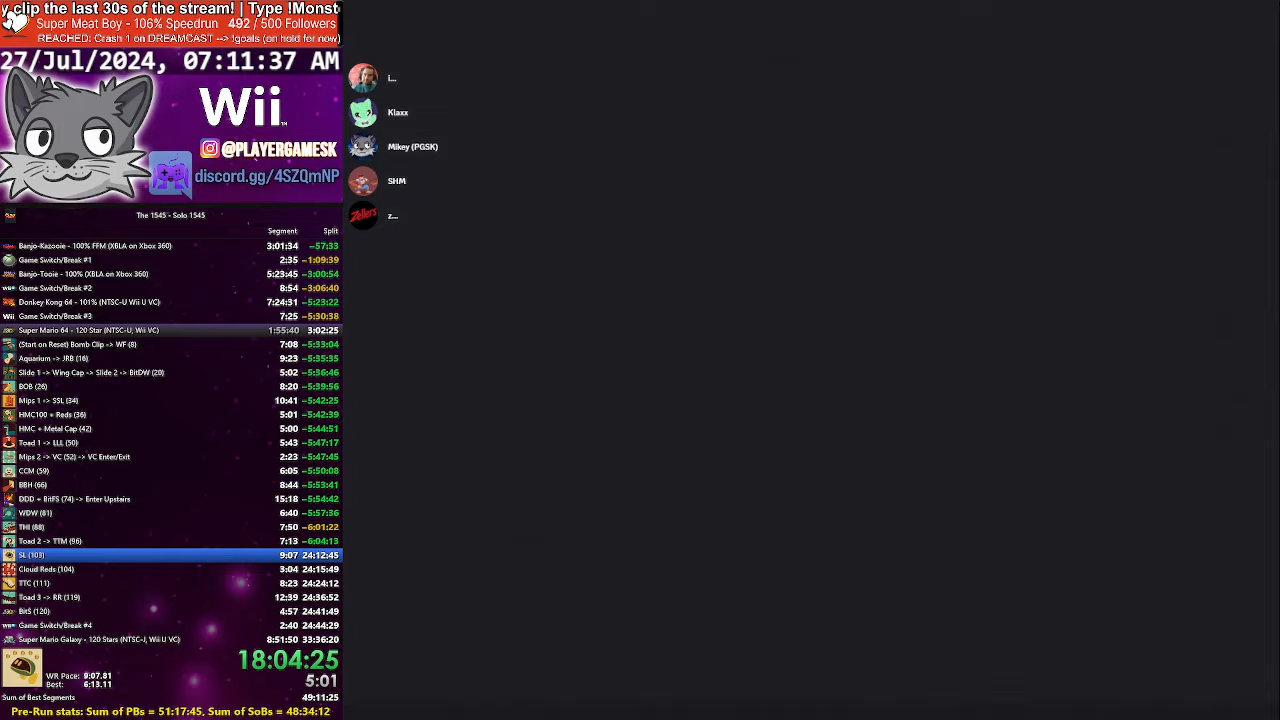 y clip the last 30s of the stream! | Type !Monst
Super Meat Boy - 106% Speedrun 492 / 500 Followers
REACHED: Crash 1 on DREAMCAST --> !goals (on hold for now)
27/Jul/2024, 07:11:37 AM
Wii
@PLAYERGAMESK
discord.gg/4SZQmNP
The 1545 - Solo 1545
Segment Split
Banjo-Kazooie - 100% FFM (XBLA on Xbox 360) 3:01:34 −57:33
Game Switch/Break #1 2:35 −1:09:39
Banjo-Tooie - 100% (XBLA on Xbox 360) 5:23:45 −3:00:54
Game Switch/Break #2 8:54 −3:06:40
Donkey Kong 64 - 101% (NTSC-U Wii U VC) 7:24:31 −5:23:22
Game Switch/Break #3 7:25 −5:30:38
Super Mario 64 - 120 Star (NTSC-U, Wii VC) 1:55:40 3:02:25
(Start on Reset) Bomb Clip -> WF (8) 7:08 −5:33:04
Aquarium -> JRB (16) 9:23 −5:35:35
Slide 1 -> Wing Cap -> Slide 2 -> BitDW (20) 5:02 −5:36:46
BOB (26) 8:20 −5:39:56
Mips 1 -> SSL (34) 10:41 −5:42:25
HMC100 + Reds (36) 5:01 −5:42:39
HMC + Metal Cap (42) 5:00 −5:44:51
Toad 1 -> LLL (50) 5:43 −5:47:17
Mips 2 -> VC (52) -> VC Enter/Exit 2:23 −5:47:45
CCM (59) 6:05 −5:50:08
BBH (66) 8:44 −5:53:41
DDD + BitFS (74) -> Enter Upstairs 15:18 −5:54:42
WDW (81) 6:40 −5:57:36
THI (88) 7:50 −6:01:22
Toad 2 -> TTM (96) 7:13 −6:04:13
SL (103) 9:07 24:12:45
Cloud Reds (104) 3:04 24:15:49
TTC (111) 8:23 24:24:12
Toad 3 -> RR (119) 12:39 24:36:52
BitS (120) 4:57 24:41:49
Game Switch/Break #4 2:40 24:44:29
Super Mario Galaxy - 120 Stars (NTSC-J, Wii U VC) 8:51:50 33:36:20
18:04:25
WR Pace: 9:07.81
Best: 6:13.11
5:01
Sum of Best Segments 49:11:25
Pre-Run stats: Sum of PBs = 51:17:45, Sum of SoBs = 48:34:12
i...
Klaxx
Mikey (PGSK)
SHM
Zellers
z...